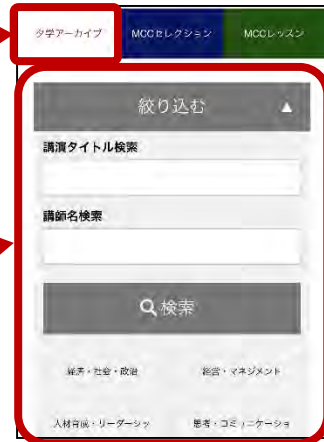 夕学アーカイブ MCCセレクション MCCレッスン
絞り込む ▲
講演タイトル検索
講師名検索
検索
経済・社会・政治 経営・マネジメント
人材育成・リーダーシッ 思考・コミュニケーショ